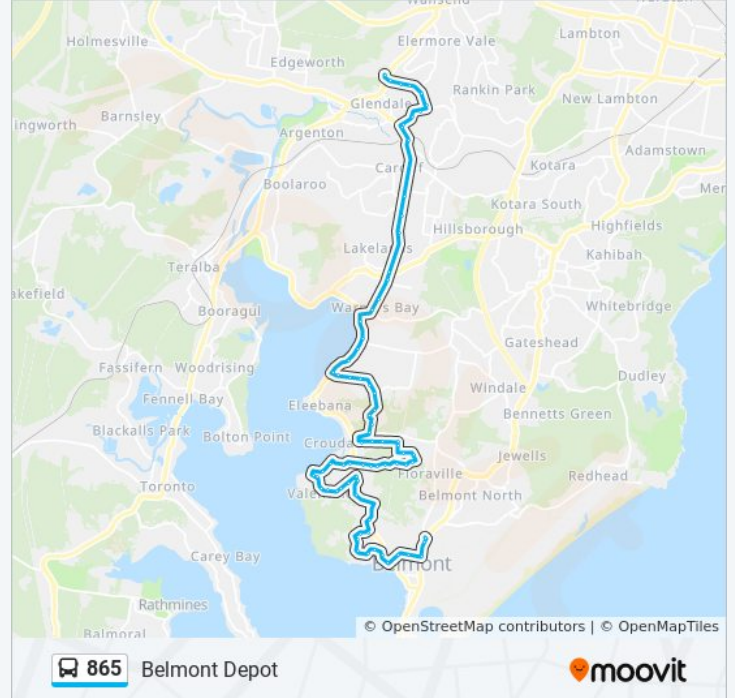 Wallsend
Holmesville
Elermore Vale
Lambton
Edgeworth
Rankin Park
New Lambton
Glendale
Barnsley
ingworth
Argenton
Adamstown
Kotara
Boolaroo
Mer
Kotara South
Highfields
Hillsborough
Lakelands
Kahibah
Teralba
akefield
Whitebridge
Booragul
Warners Bay
Gateshead
Fassifern
Woodrising
Dudley
Windale
Fennell Bay
Eleebana
Bennetts Green
Blackalls Park
Bolton Point
Crouda
Jewells
Floraville
Redhead
Toronto
Vale
Belmont North
Carey Bay
Belmont
Rathmines
Balmoral
© OpenStreetMap contributors | © OpenMapTiles
865 Belmont Depot
moovit